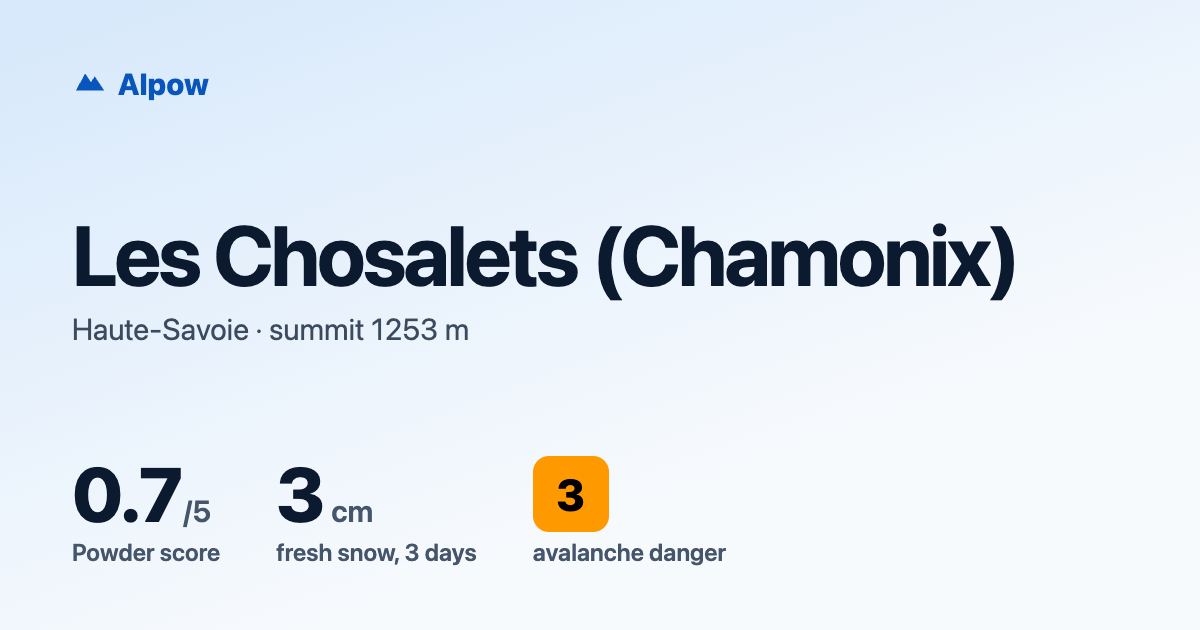 Alpow
Les Chosalets (Chamonix)
Haute-Savoie · summit 1253 m
0.7/5
Powder score
3 cm
fresh snow, 3 days
3
avalanche danger